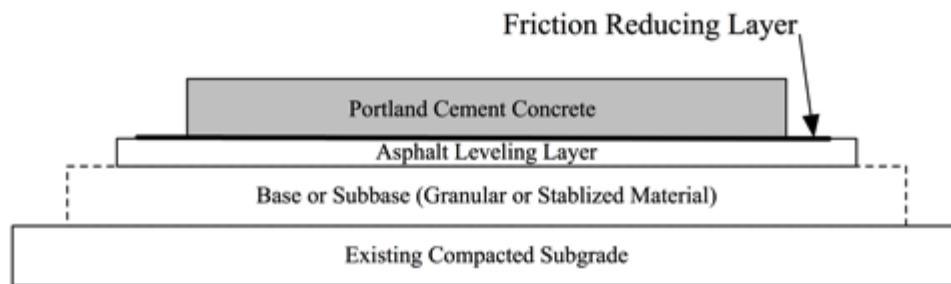 Friction Reducing Layer
Portland Cement Concrete
Asphalt Leveling Layer
Base or Subbase (Granular or Stablized Material)
Existing Compacted Subgrade